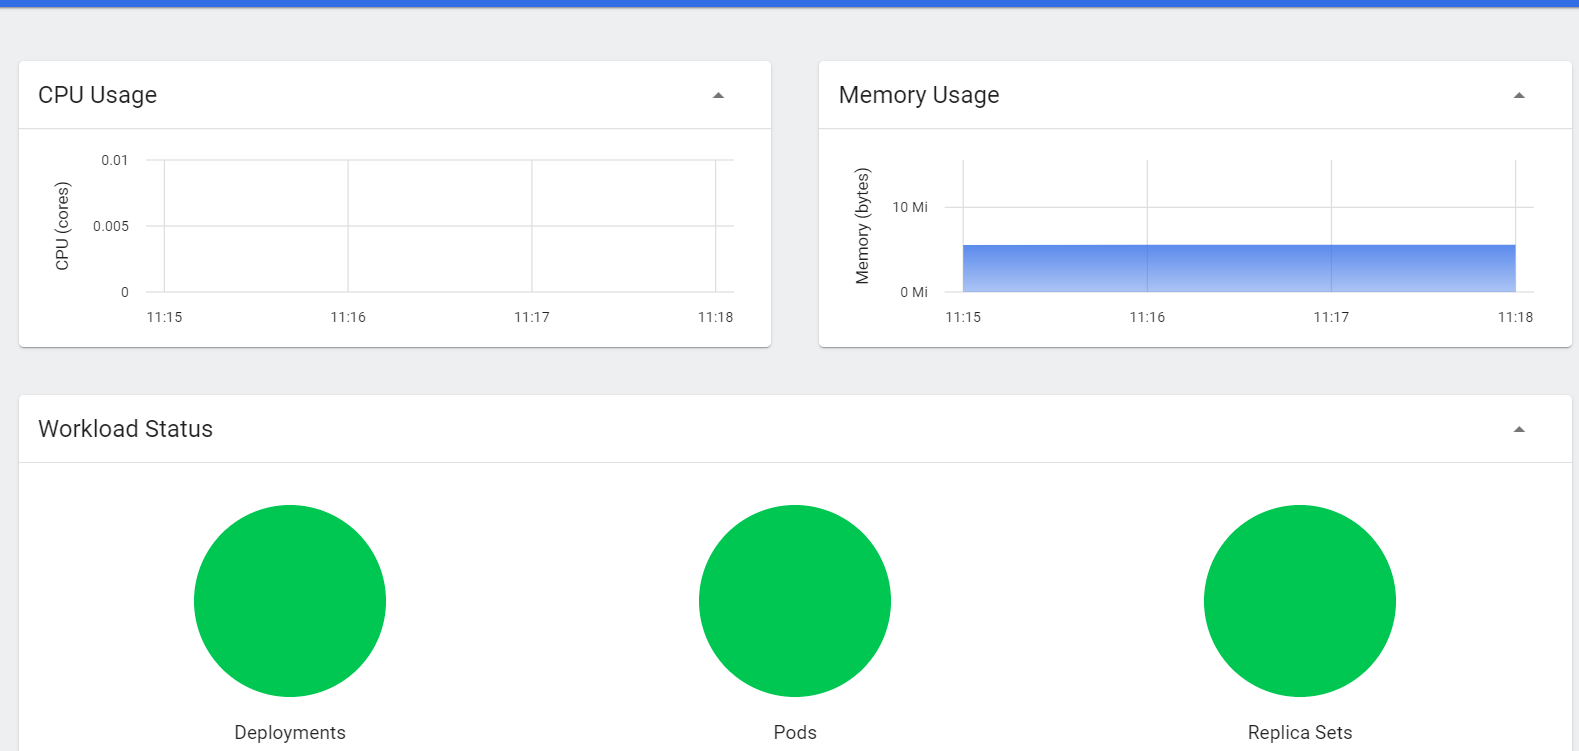 CPU Usage
CPU (cores)
0.01
0.005
0
11:15 11:16 11:17 11:18
Memory Usage
Memory (bytes)
10 Mi
0 Mi
11:15 11:16 11:17 11:18
Workload Status
Deployments
Pods
Replica Sets